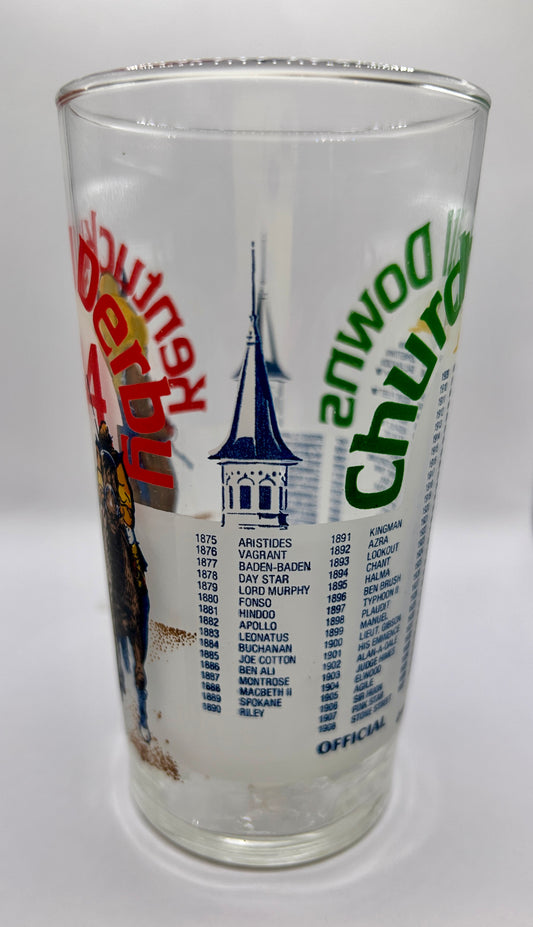 Kentuck
Derby
4
Downs
Churc
1875 ARISTIDES
1876 VAGRANT
1877 BADEN-BADEN
1878 DAY STAR
1879 LORD MURPHY
1880 FONSO
1881 HINDOO
1882 APOLLO
1883 LEONATUS
1884 BUCHANAN
1885 JOE COTTON
1886 BEN ALI
1887 MONTROSE
1888 MACBETH II
1889 SPOKANE
1890 RILEY
1891 KINGMAN
1892 AZRA
1893 LOOKOUT
1894 CHANT
1895 HALMA
1896 BEN BRUSH
1897 TYPHOON II
1898 PLAUDIT
1899 MANUEL
1900 LIEUT. GIBSON
1901 HIS EMINENCE
1902 ALAN-A-DALE
1903 JUDGE HIMES
1904 ELWOOD
1905 AGILE
1906 SIR HUON
1907 PINK STAR
1908 STONE STREET
OFFICIAL